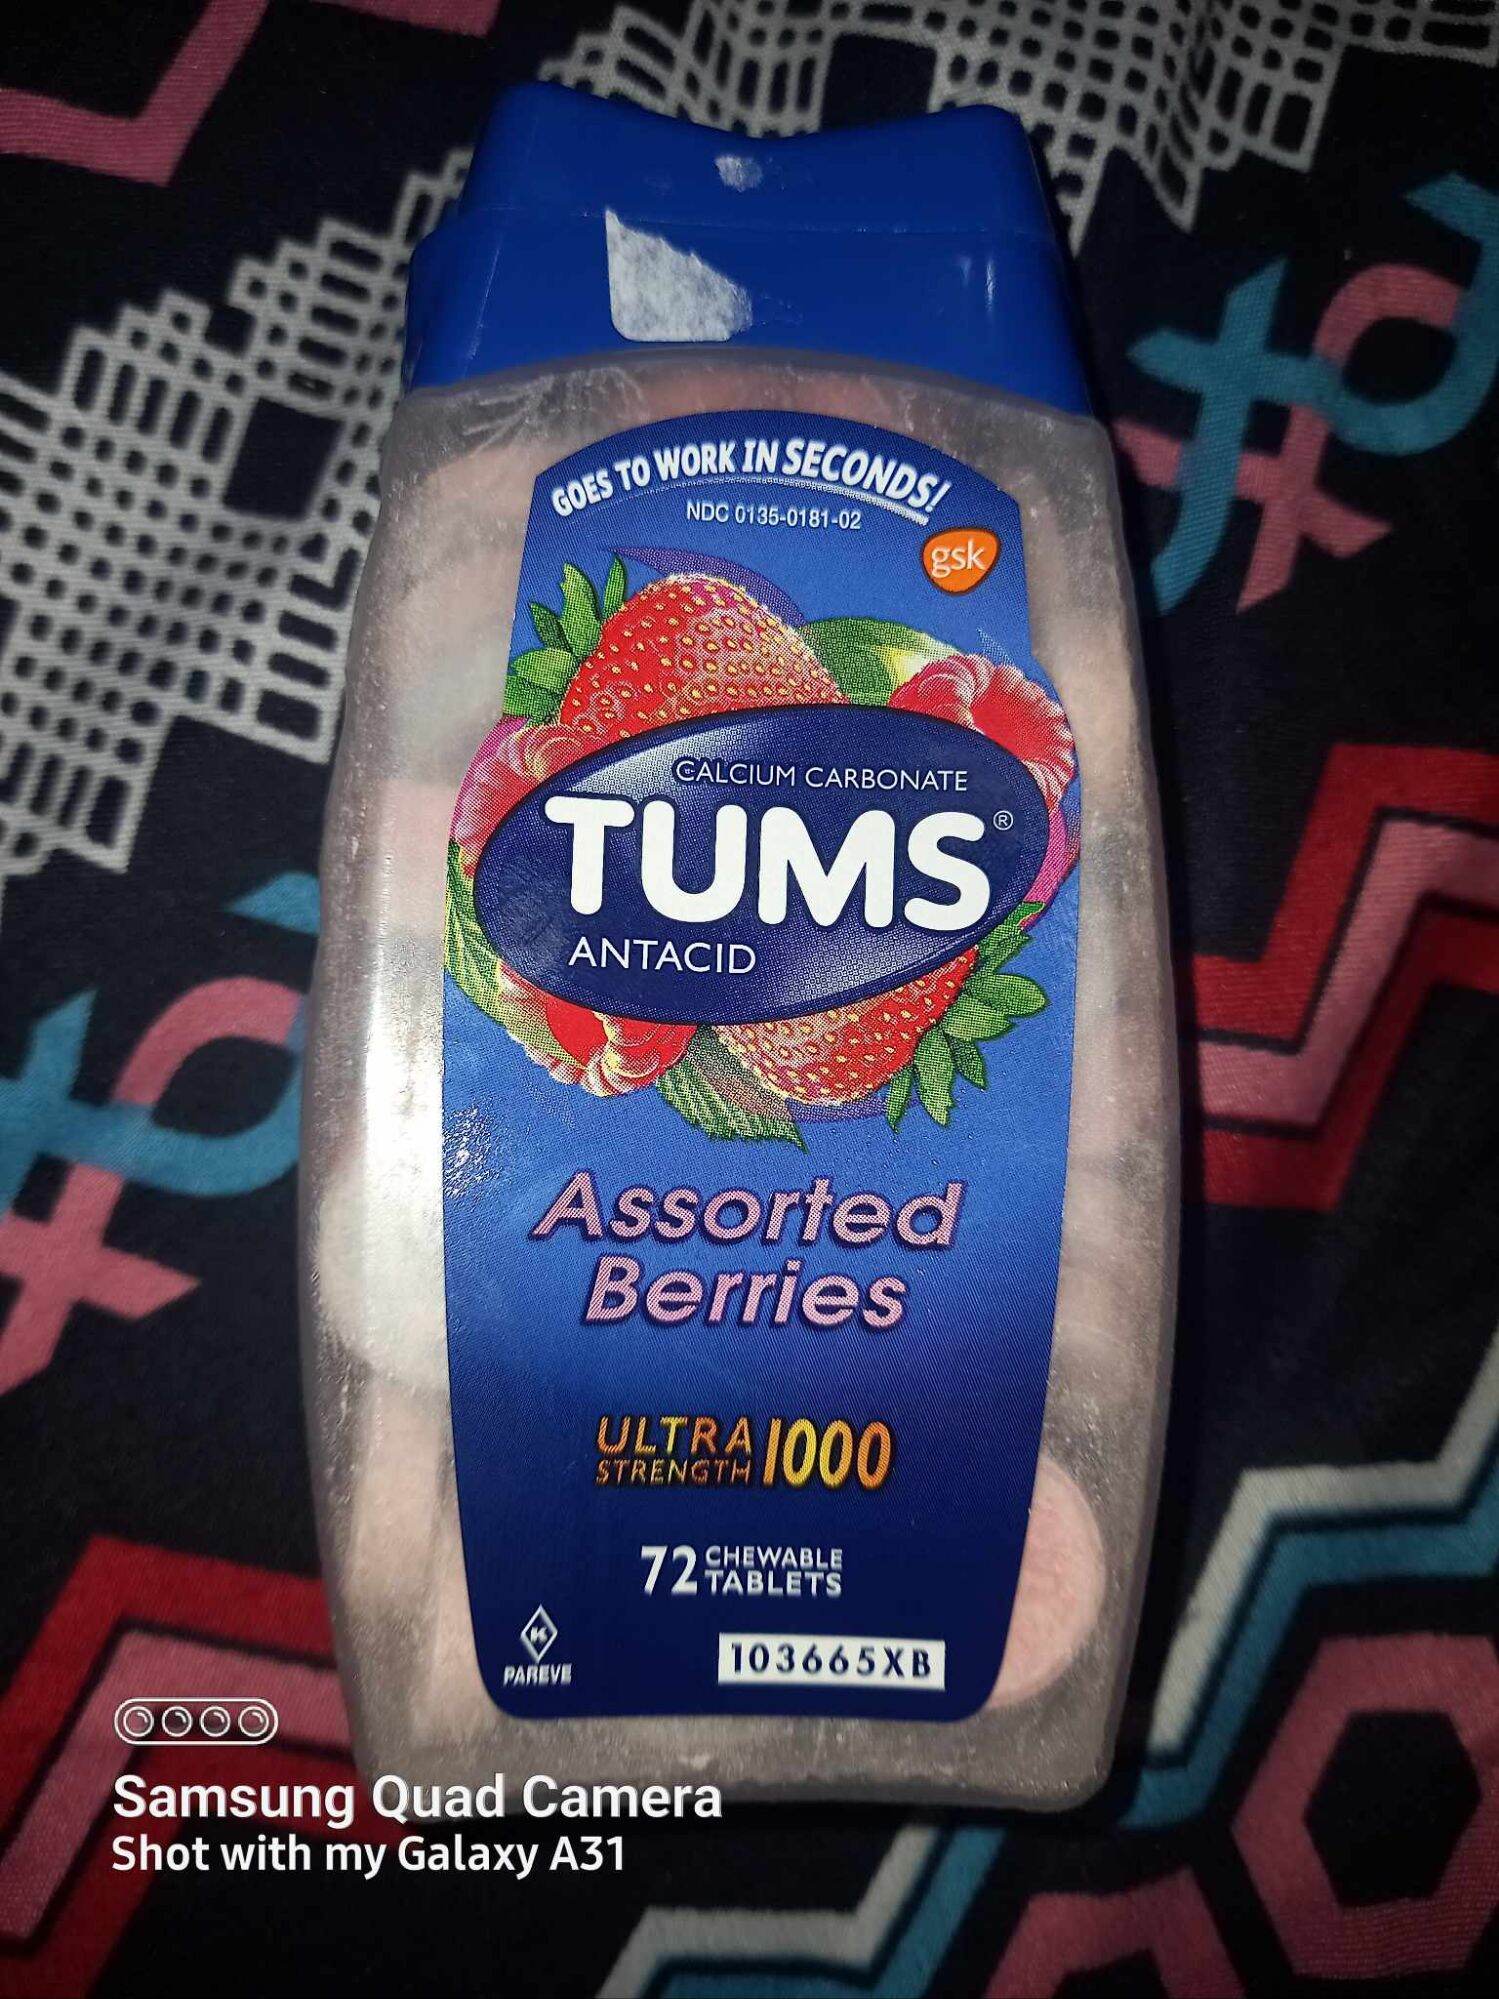 GOES TO WORK IN SECONDS!
NDC 0135-0181-02
gsk
CALCIUM CARBONATE
TUMS®
ANTACID
Assorted
Berries
ULTRA STRENGTH 1000
72 CHEWABLE TABLETS
K
PAREVE
103665XB
Samsung Quad Camera
Shot with my Galaxy A31